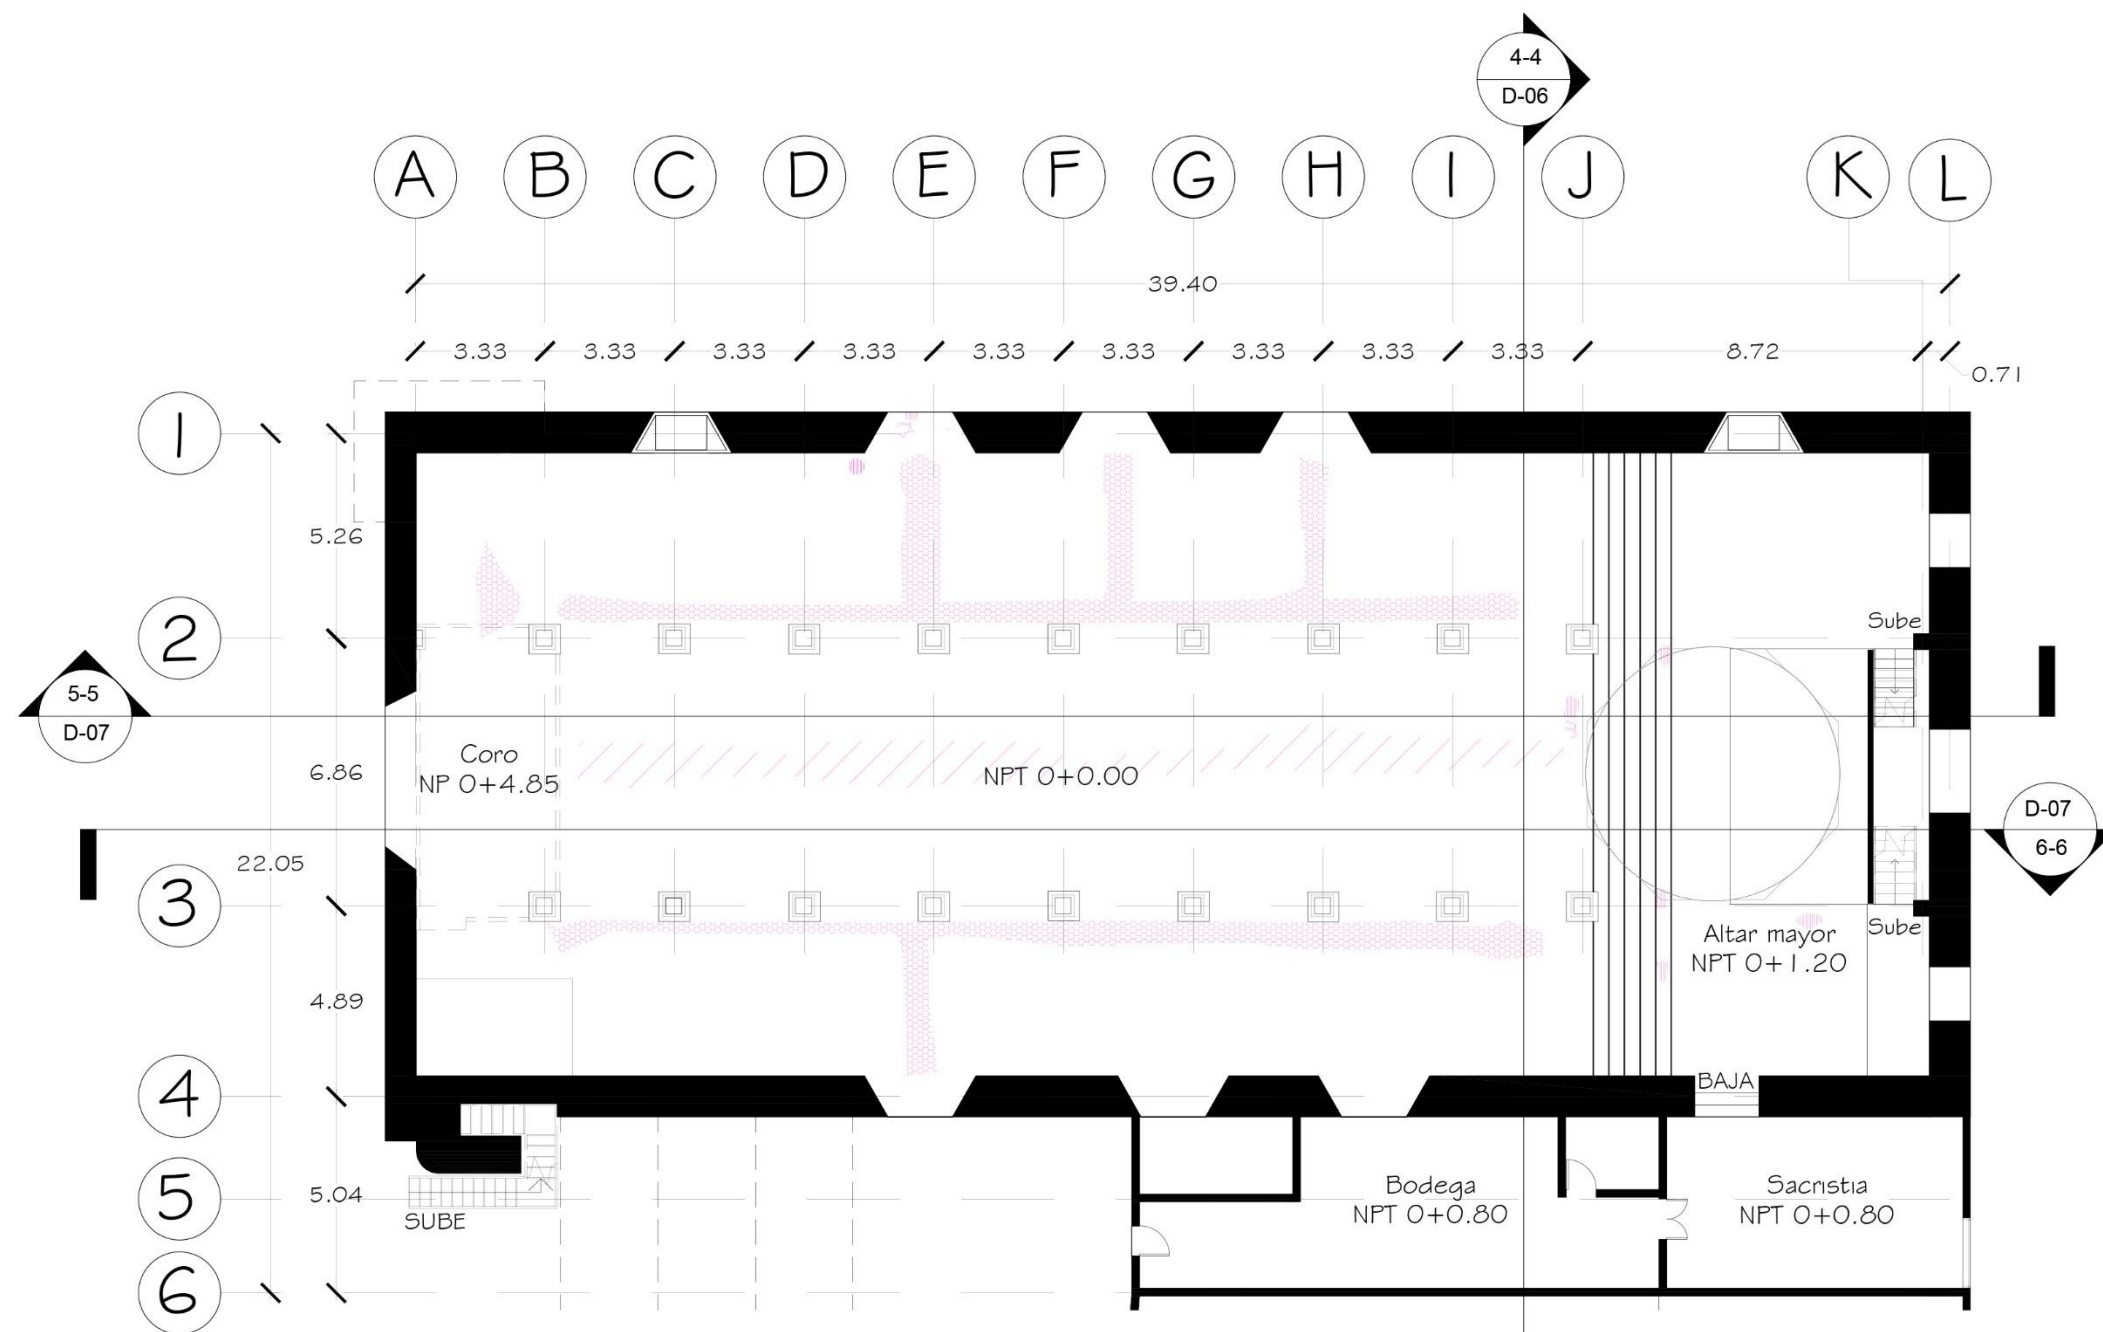 4-4
D-06
A B C D E F G H I J K L
39.40
3.33 3.33 3.33 3.33 3.33 3.33 3.33 3.33 3.33 8.72
0.71
1
5.26
2
Sube
5-5
D-07
Coro
NP 0+4.85
NPT 0+0.00
6.86
D-07
6-6
22.05
3
Sube
Altar mayor
NPT 0+1.20
4.89
BAJA
4
5
5.04
SUBE
Bodega
NPT 0+0.80
Sacristia
NPT 0+0.80
6